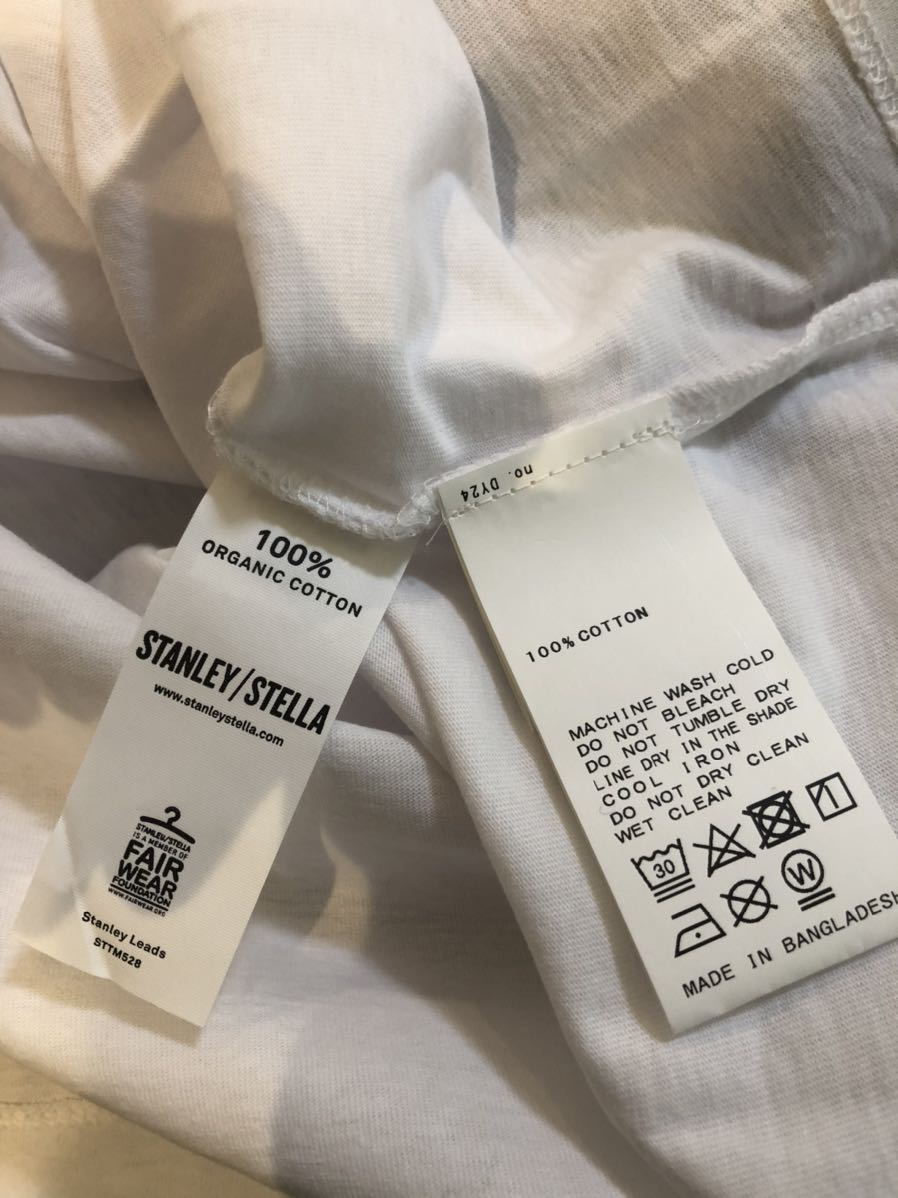 100%
ORGANIC COTTON
STANLEY/STELLA
www.stanleystella.com
STANLEY/STELLA
IS A MEMBER OF
FAIR
WEAR
FOUNDATION
WWW.FAIRWEAR.ORG
Stanley Leads
STTM528
no. DY24
100% COTTON
MACHINE WASH COLD
DO NOT BLEACH
DO NOT TUMBLE DRY
LINE DRY IN THE SHADE
COOL IRON
DO NOT DRY CLEAN
WET CLEAN
30
W
MADE IN BANGLADESH